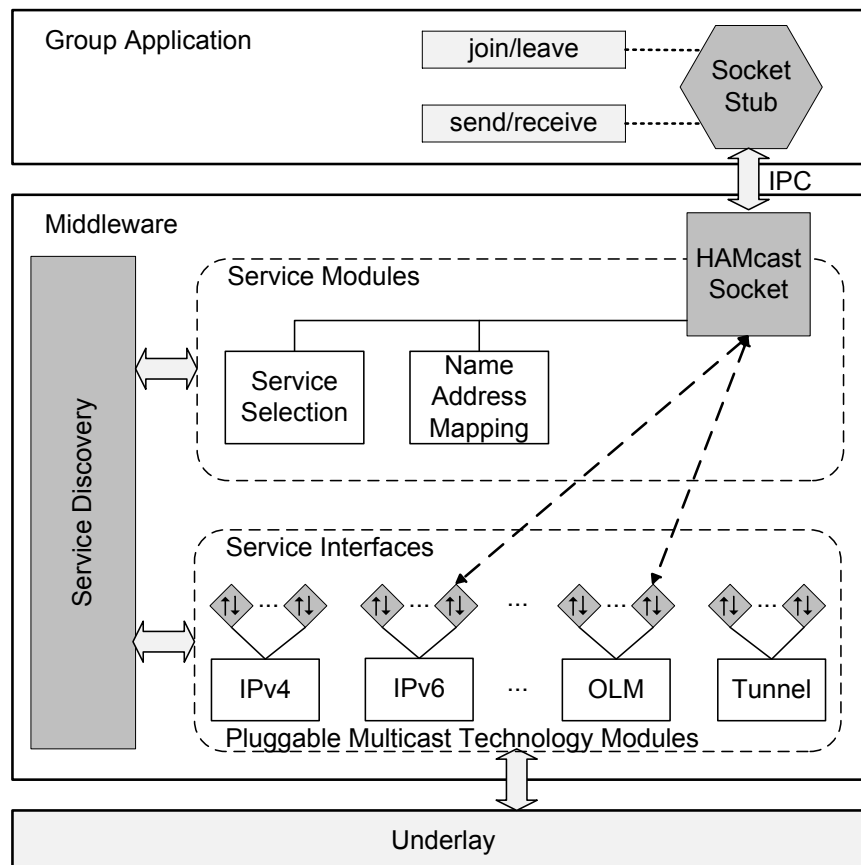 Group Application
join/leave
send/receive
Socket
Stub
IPC
Middleware
HAMcast
Socket
Service Modules
Service
Selection
Name
Address
Mapping
Service Discovery
Service Interfaces
↑↓ ... ↑↓ ↑↓ ... ↑↓ ... ↑↓ ... ↑↓ ↑↓ ... ↑↓
IPv4
IPv6
...
OLM
Tunnel
Pluggable Multicast Technology Modules
Underlay